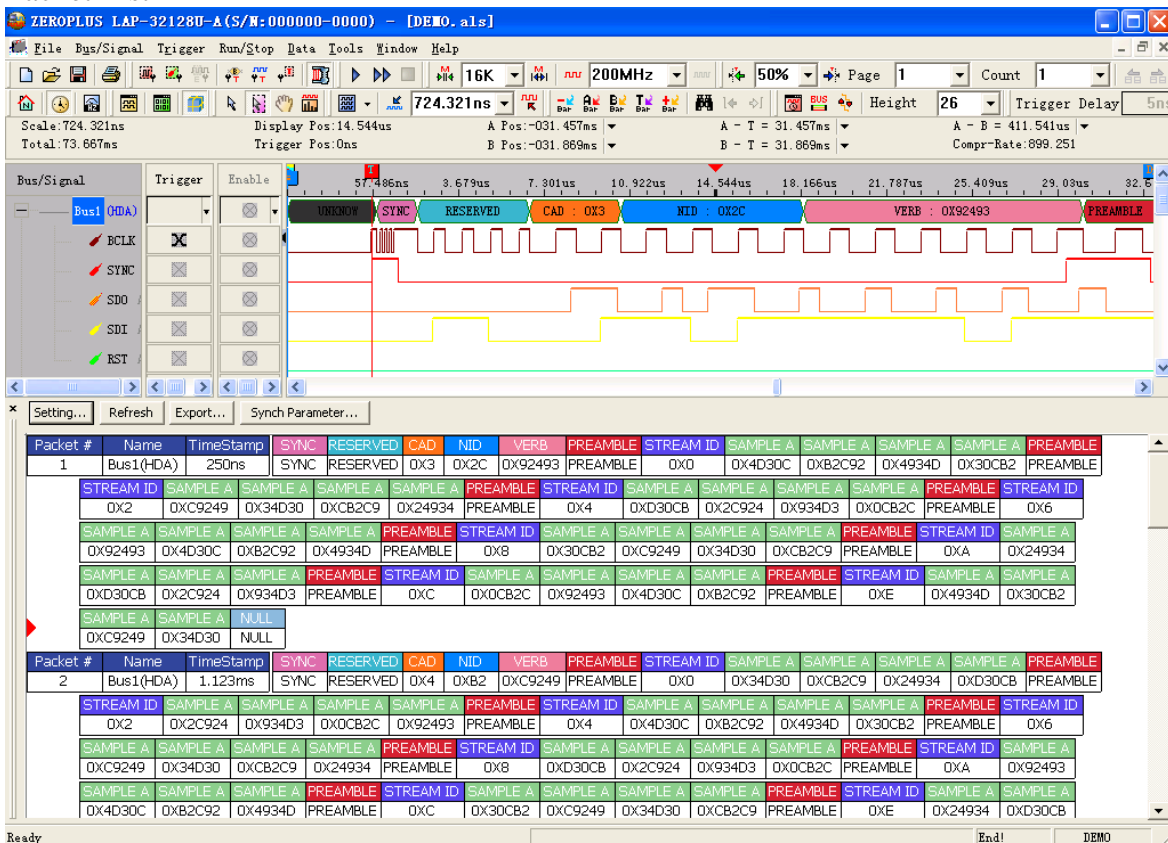 ZEROPLUS LAP-32128U-A(S/N:000000-0000) - [DEMO.als]
File Bus/Signal Trigger Run/Stop Data Tools Window Help
16K 200MHz 50% Page 1 Count 1
724.321ns Bar Bar Bar Bar Bar BUS Height 26 Trigger Delay 5ns
Scale:724.321ns Display Pos:14.544us A Pos:-031.457ms A - T = 31.457ms A - B = 411.541us
Total:73.667ms Trigger Pos:0ns B Pos:-031.869ms B - T = 31.869ms Compr-Rate:899.251
Bus/Signal Trigger Enable T 57.486ns 3.679us 7.301us 10.922us 14.544us 18.166us 21.787us 25.409us 29.03us 32.6
Bus1 (HDA) UNKNOW SYNC RESERVED CAD : 0X3 NID : 0X2C VERB : 0X92493 PREAMBLE
BCLK
SYNC
SDO
SDI
RST
Setting... Refresh Export... Synch Parameter...
Packet # Name TimeStamp SYNC RESERVED CAD NID VERB PREAMBLE STREAM ID SAMPLE A SAMPLE A SAMPLE A SAMPLE A PREAMBLE
1 Bus1(HDA) 250ns SYNC RESERVED 0X3 0X2C 0X92493 PREAMBLE 0X0 0X4D30C 0XB2C92 0X4934D 0X30CB2 PREAMBLE
STREAM ID SAMPLE A SAMPLE A SAMPLE A SAMPLE A PREAMBLE STREAM ID SAMPLE A SAMPLE A SAMPLE A SAMPLE A PREAMBLE STREAM ID
0X2 0XC9249 0X34D30 0XCB2C9 0X24934 PREAMBLE 0X4 0XD30CB 0X2C924 0X934D3 0X0CB2C PREAMBLE 0X6
SAMPLE A SAMPLE A SAMPLE A SAMPLE A PREAMBLE STREAM ID SAMPLE A SAMPLE A SAMPLE A SAMPLE A PREAMBLE STREAM ID SAMPLE A
0X92493 0X4D30C 0XB2C92 0X4934D PREAMBLE 0X8 0X30CB2 0XC9249 0X34D30 0XCB2C9 PREAMBLE 0XA 0X24934
SAMPLE A SAMPLE A SAMPLE A PREAMBLE STREAM ID SAMPLE A SAMPLE A SAMPLE A SAMPLE A PREAMBLE STREAM ID SAMPLE A SAMPLE A
0XD30CB 0X2C924 0X934D3 PREAMBLE 0XC 0X0CB2C 0X92493 0X4D30C 0XB2C92 PREAMBLE 0XE 0X4934D 0X30CB2
SAMPLE A SAMPLE A NULL
0XC9249 0X34D30 NULL
Packet # Name TimeStamp SYNC RESERVED CAD NID VERB PREAMBLE STREAM ID SAMPLE A SAMPLE A SAMPLE A SAMPLE A PREAMBLE
2 Bus1(HDA) 1.123ms SYNC RESERVED 0X4 0XB2 0XC9249 PREAMBLE 0X0 0X34D30 0XCB2C9 0X24934 0XD30CB PREAMBLE
STREAM ID SAMPLE A SAMPLE A SAMPLE A SAMPLE A PREAMBLE STREAM ID SAMPLE A SAMPLE A SAMPLE A SAMPLE A PREAMBLE STREAM ID
0X2 0X2C924 0X934D3 0X0CB2C 0X92493 PREAMBLE 0X4 0X4D30C 0XB2C92 0X4934D 0X30CB2 PREAMBLE 0X6
SAMPLE A SAMPLE A SAMPLE A SAMPLE A PREAMBLE STREAM ID SAMPLE A SAMPLE A SAMPLE A SAMPLE A PREAMBLE STREAM ID SAMPLE A
0XC9249 0X34D30 0XCB2C9 0X24934 PREAMBLE 0X8 0XD30CB 0X2C924 0X934D3 0X0CB2C PREAMBLE 0XA 0X92493
SAMPLE A SAMPLE A SAMPLE A PREAMBLE STREAM ID SAMPLE A SAMPLE A SAMPLE A SAMPLE A PREAMBLE STREAM ID SAMPLE A SAMPLE A
0X4D30C 0XB2C92 0X4934D PREAMBLE 0XC 0X30CB2 0XC9249 0X34D30 0XCB2C9 PREAMBLE 0XE 0X24934 0XD30CB
Ready End! DEMO